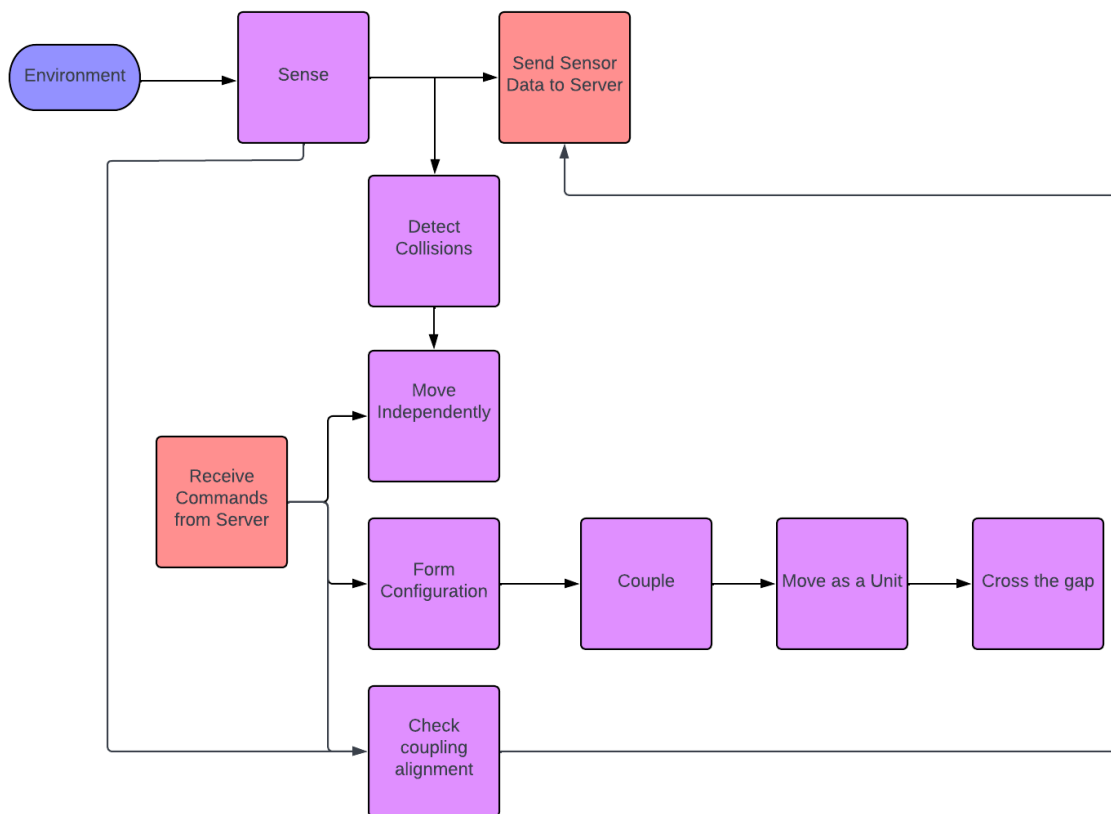 Environment
Sense
Send Sensor
Data to Server
Detect
Collisions
Move
Independently
Receive
Commands
from Server
Form
Configuration
Couple
Move as a Unit
Cross the gap
Check
coupling
alignment